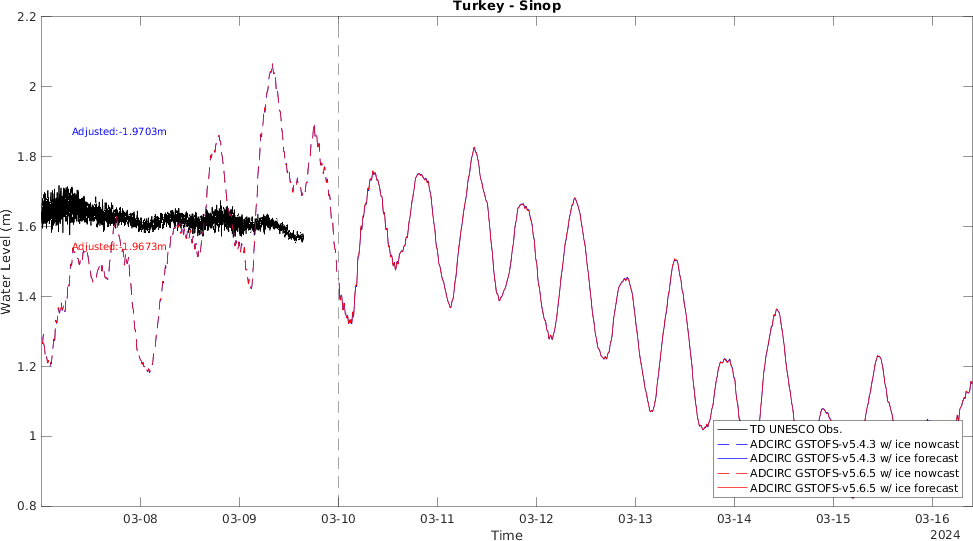 Turkey - Sinop
2.2
2
1.8
1.6
1.4
1.2
1
0.8
Water Level (m)
Adjusted:-1.9703m
Adjusted:-1.9673m
TD UNESCO Obs.
ADCIRC GSTOFS-v5.4.3 w/ ice nowcast
ADCIRC GSTOFS-v5.4.3 w/ ice forecast
ADCIRC GSTOFS-v5.6.5 w/ ice nowcast
ADCIRC GSTOFS-v5.6.5 w/ ice forecast
03-08 03-09 03-10 03-11 03-12 03-13 03-14 03-15 03-16
Time
2024